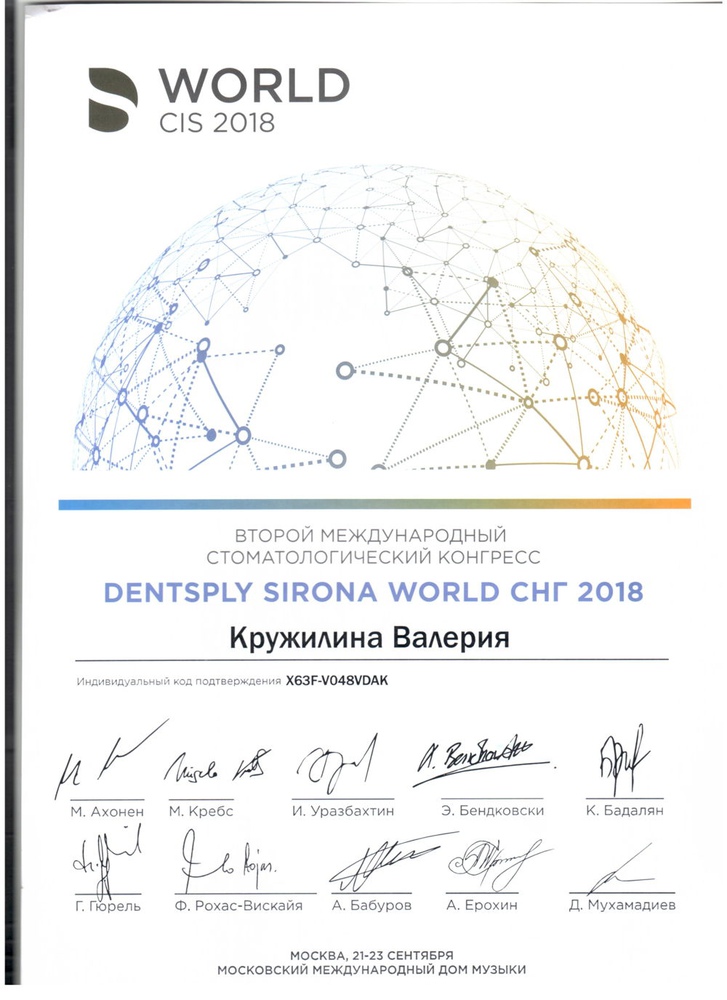 WORLD
CIS 2018
ВТОРОЙ МЕЖДУНАРОДНЫЙ
СТОМАТОЛОГИЧЕСКИЙ КОНГРЕСС
DENTSPLY SIRONA WORLD СНГ 2018
Кружилина Валерия
Индивидуальный код подтверждения X63F-V048VDAK
М. Ахонен М. Кребс И. Уразбахтин Э. Бендковски К. Бадалян
Г. Гюрель Ф. Рохас-Вискайя А. Бабуров А. Ерохин Д. Мухамадиев
МОСКВА, 21-23 СЕНТЯБРЯ
МОСКОВСКИЙ МЕЖДУНАРОДНЫЙ ДОМ МУЗЫКИ